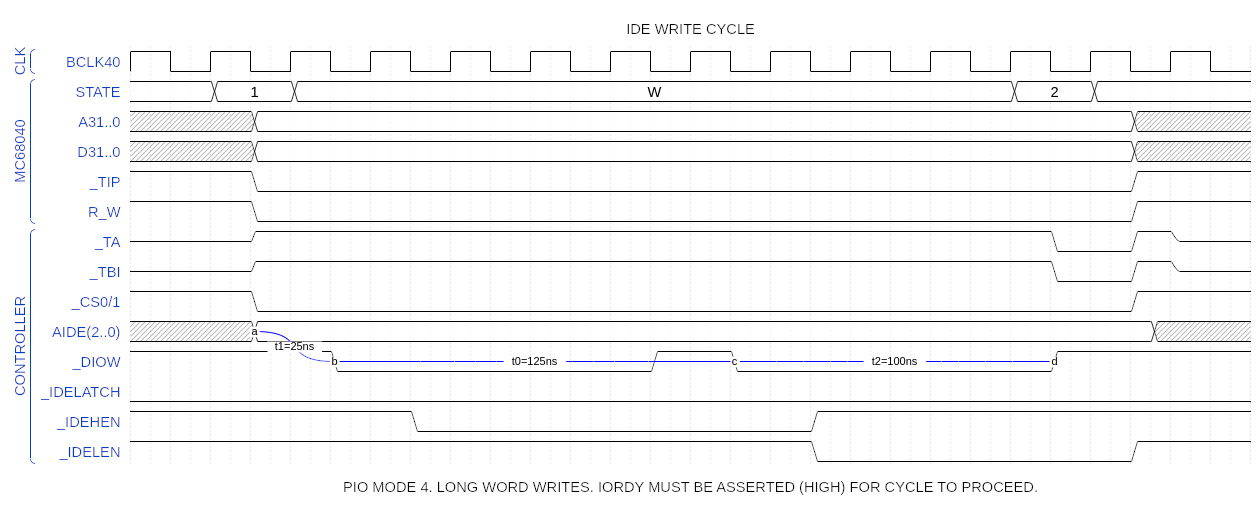 IDE WRITE CYCLE
CLK
BCLK40
MC68040
STATE 1 W 2
A31..0
D31..0
_TIP
R_W
CONTROLLER
_TA
_TBI
_CS0/1
AIDE(2..0) a
t1=25ns
_DIOW b t0=125ns c t2=100ns d
_IDELATCH
_IDEHEN
_IDELEN
PIO MODE 4. LONG WORD WRITES. IORDY MUST BE ASSERTED (HIGH) FOR CYCLE TO PROCEED.